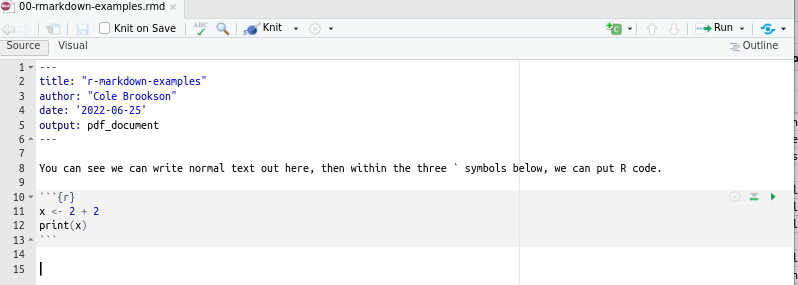 00-rmarkdown-examples.rmd
Knit on Save ABC Knit Run
Source Visual Outline
1 ---
2 title: "r-markdown-examples"
3 author: "Cole Brookson"
4 date: '2022-06-25'
5 output: pdf_document
6 ---
7
8 You can see we can write normal text out here, then within the three ` symbols below, we can put R code.
9
10 ```{r}
11 x <- 2 + 2
12 print(x)
13 ```
14
15